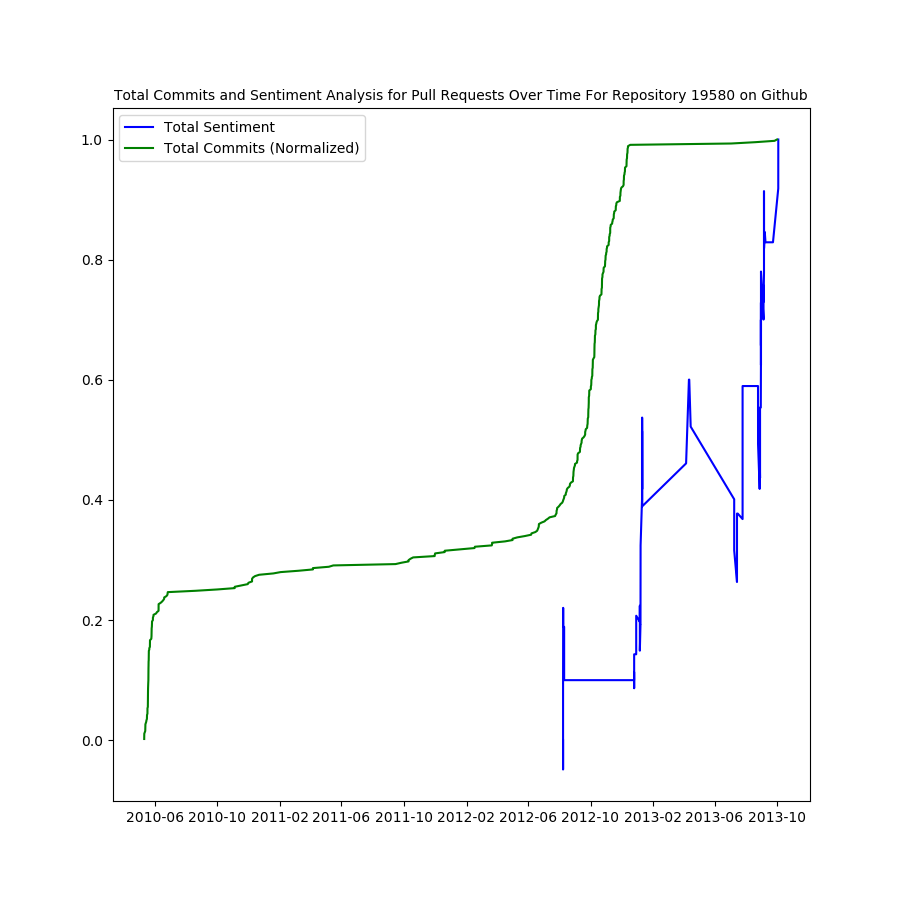 Total Commits and Sentiment Analysis for Pull Requests Over Time For Repository 19580 on Github
Total Sentiment
Total Commits (Normalized)
1.0
0.8
0.6
0.4
0.2
0.0
2010-06 2010-10 2011-02 2011-06 2011-10 2012-02 2012-06 2012-10 2013-02 2013-06 2013-10